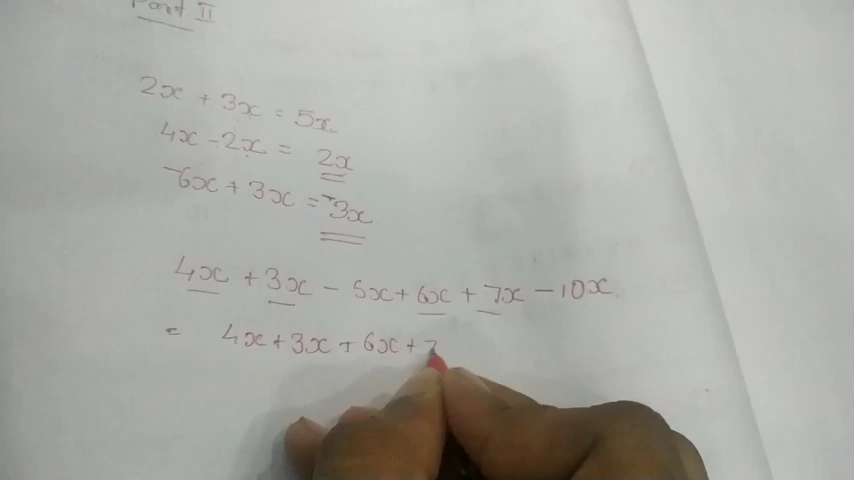 Part II
2x + 3x = 5x
4x - 2x = 2x
-6x + 3x = -3x
4x + 3x - 5x + 6x + 7x - 10x
= 4x + 3x + 6x + 7